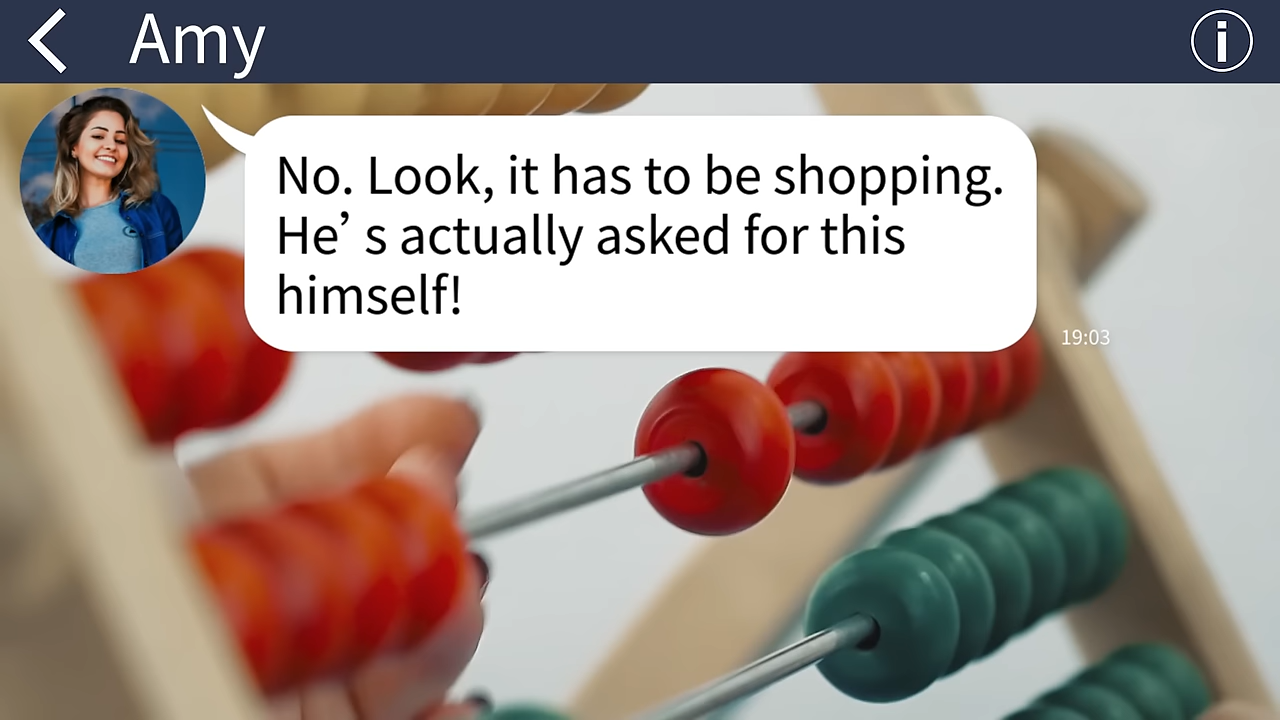 Amy
No. Look, it has to be shopping.
He’s actually asked for this
himself!
19:03